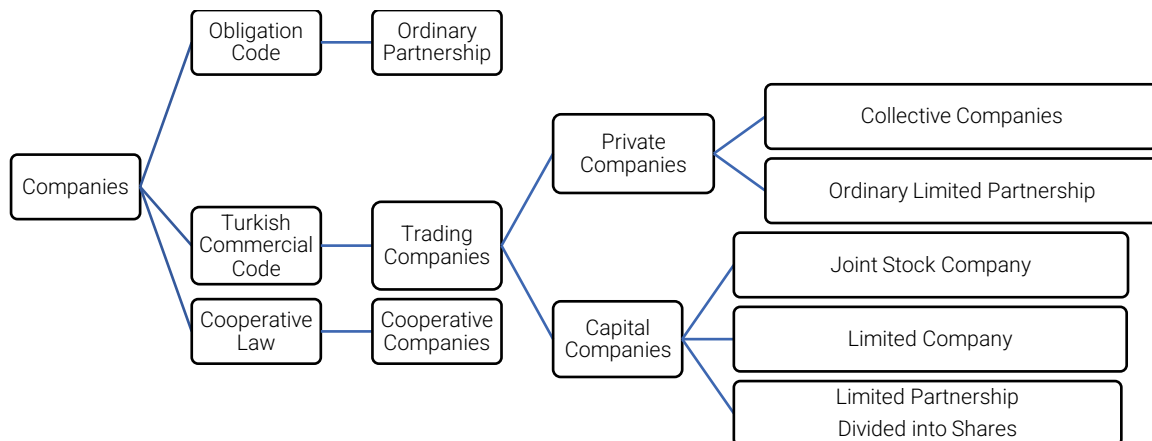 Companies
Obligation
Code
Ordinary
Partnership
Turkish
Commercial
Code
Trading
Companies
Cooperative
Law
Cooperative
Companies
Private
Companies
Collective Companies
Ordinary Limited Partnership
Capital
Companies
Joint Stock Company
Limited Company
Limited Partnership
Divided into Shares